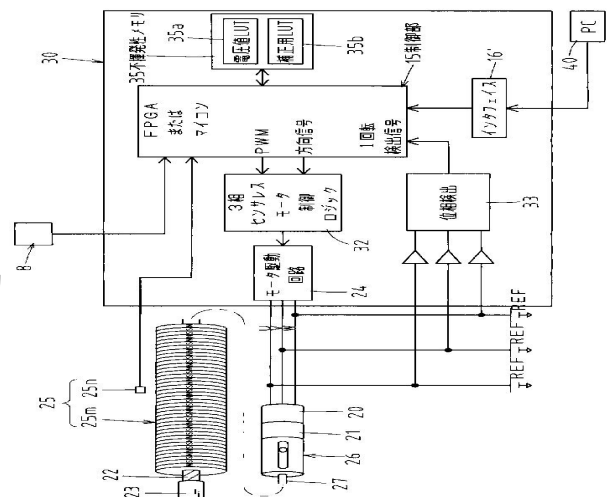 30
35不揮発性メモリ
35a
電圧値LUT
補正用LUT
35b
15制御部
FPGA
または
マイコン
PWM
方向信号
1回転
検出信号
インタフェイス
16'
PC
40
8
3相
センサレス
モータ
制御
ロジック
32
位相検出
33
モータ駆動
回路
24
REF
REF
REF
25
25m
25n
22
23
20
21
26
27